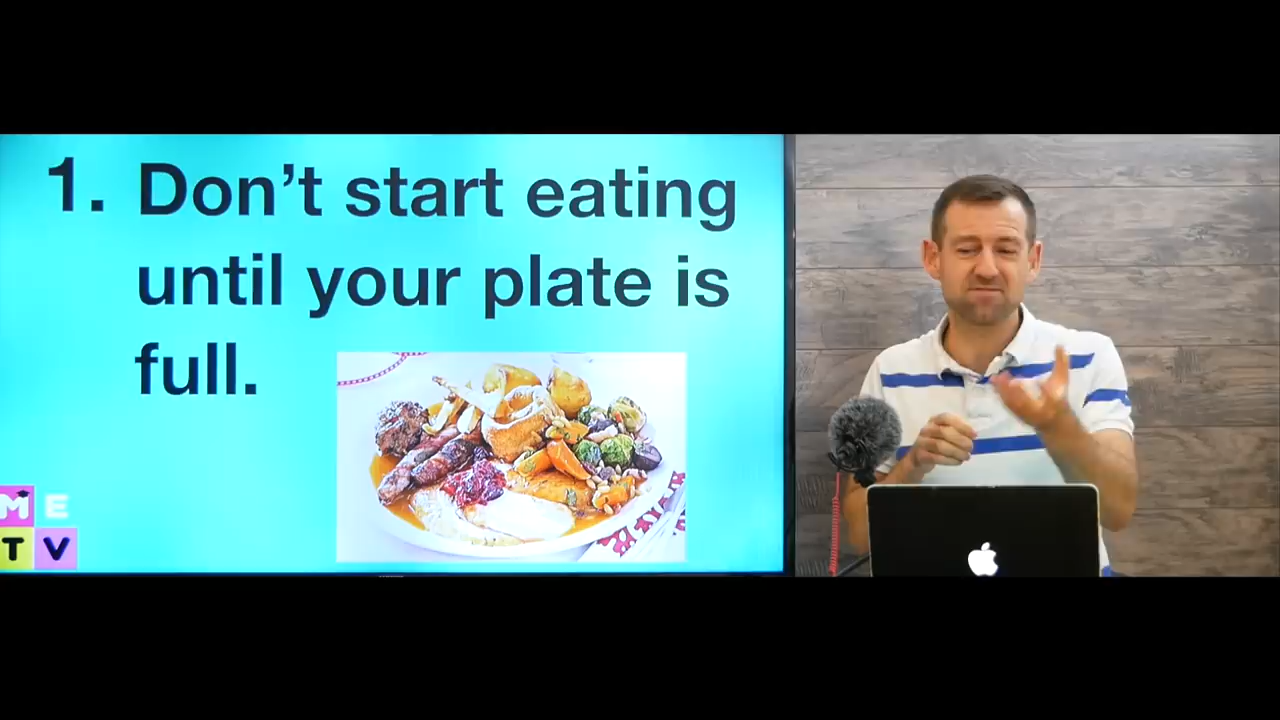 1. Don’t start eating
until your plate is
full.
M E
T V